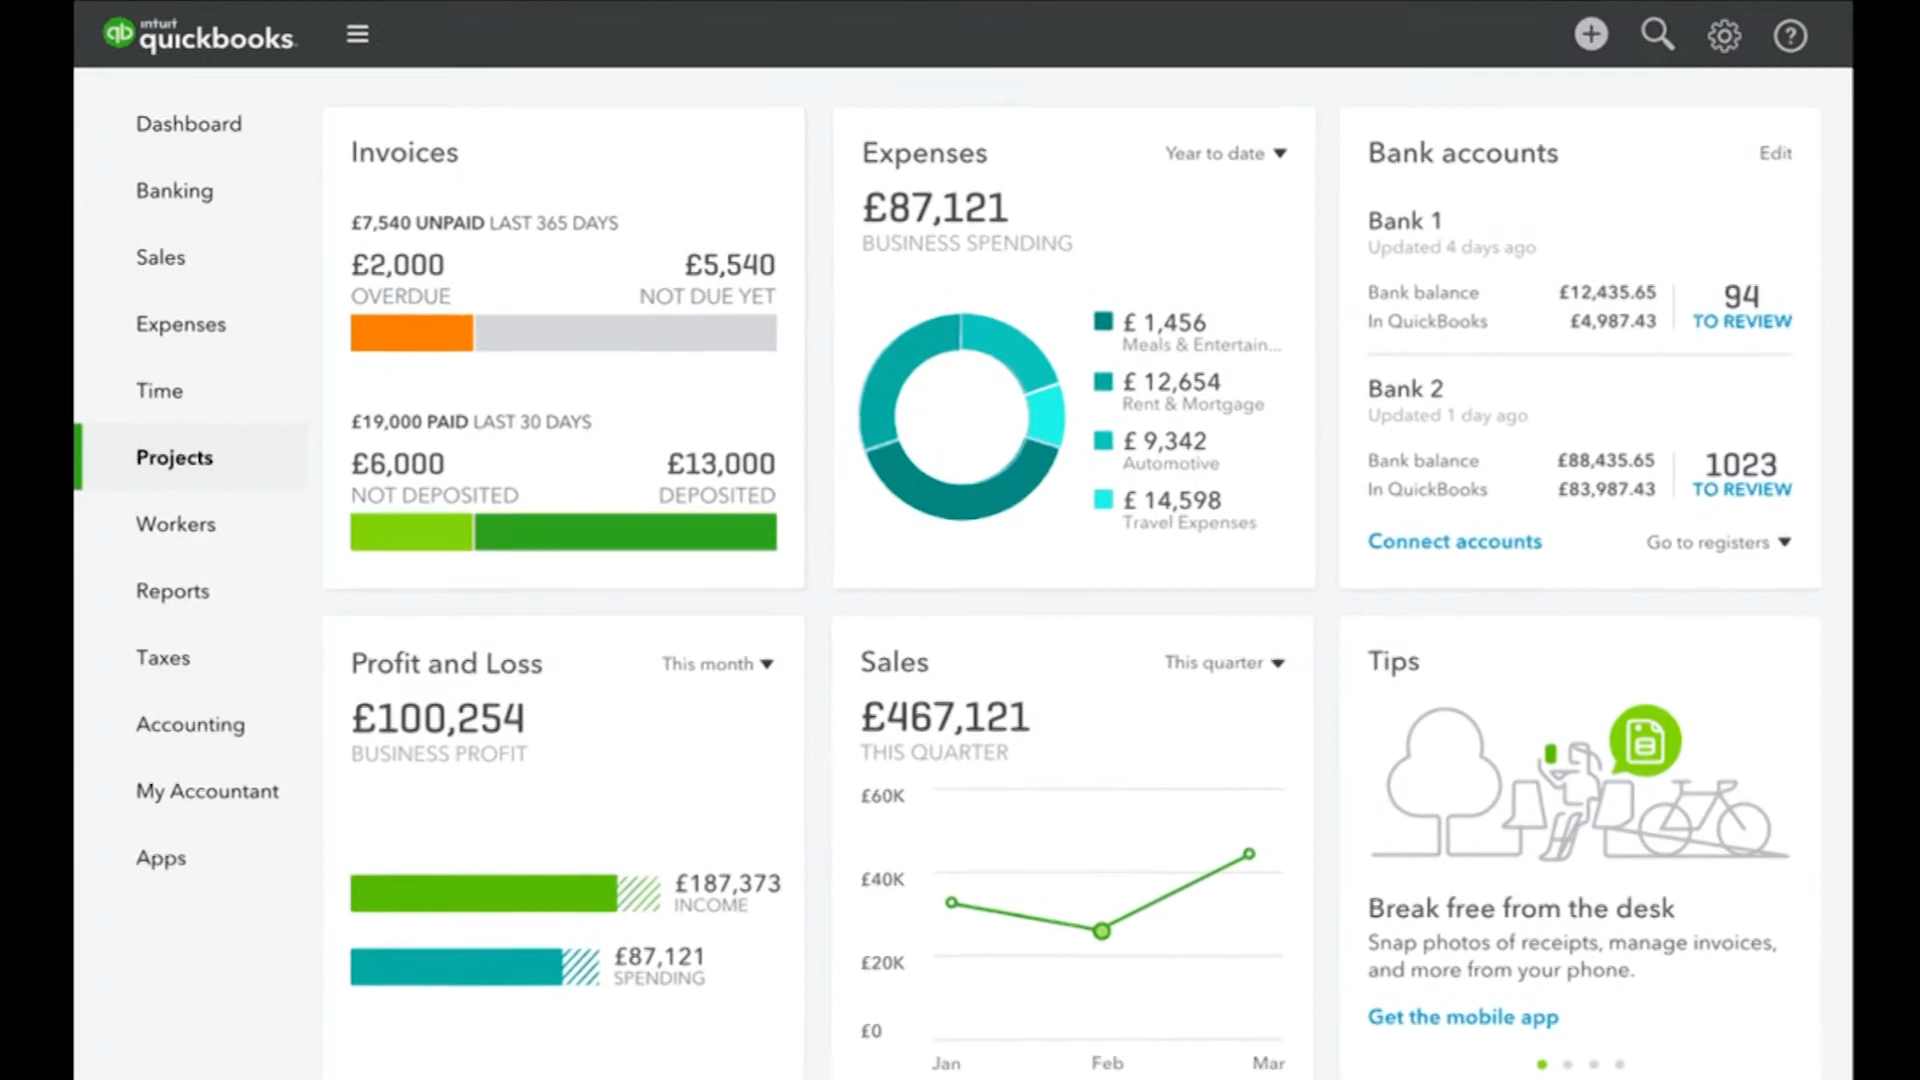 intuit
quickbooks.
Dashboard
Banking
Sales
Expenses
Time
Projects
Workers
Reports
Taxes
Accounting
My Accountant
Apps
Invoices
£7,540 UNPAID LAST 365 DAYS
£2,000 £5,540
OVERDUE NOT DUE YET
£19,000 PAID LAST 30 DAYS
£6,000 £13,000
NOT DEPOSITED DEPOSITED
Expenses Year to date
£87,121
BUSINESS SPENDING
£ 1,456
Meals & Entertain...
£ 12,654
Rent & Mortgage
£ 9,342
Automotive
£ 14,598
Travel Expenses
Bank accounts Edit
Bank 1
Updated 4 days ago
Bank balance £12,435.65 94
In QuickBooks £4,987.43 TO REVIEW
Bank 2
Updated 1 day ago
Bank balance £88,435.65 1023
In QuickBooks £83,987.43 TO REVIEW
Connect accounts Go to registers
Profit and Loss This month
£100,254
BUSINESS PROFIT
£187,373
INCOME
£87,121
SPENDING
Sales This quarter
£467,121
THIS QUARTER
£60K
£40K
£20K
£0
Jan Feb Mar
Tips
Break free from the desk
Snap photos of receipts, manage invoices,
and more from your phone.
Get the mobile app